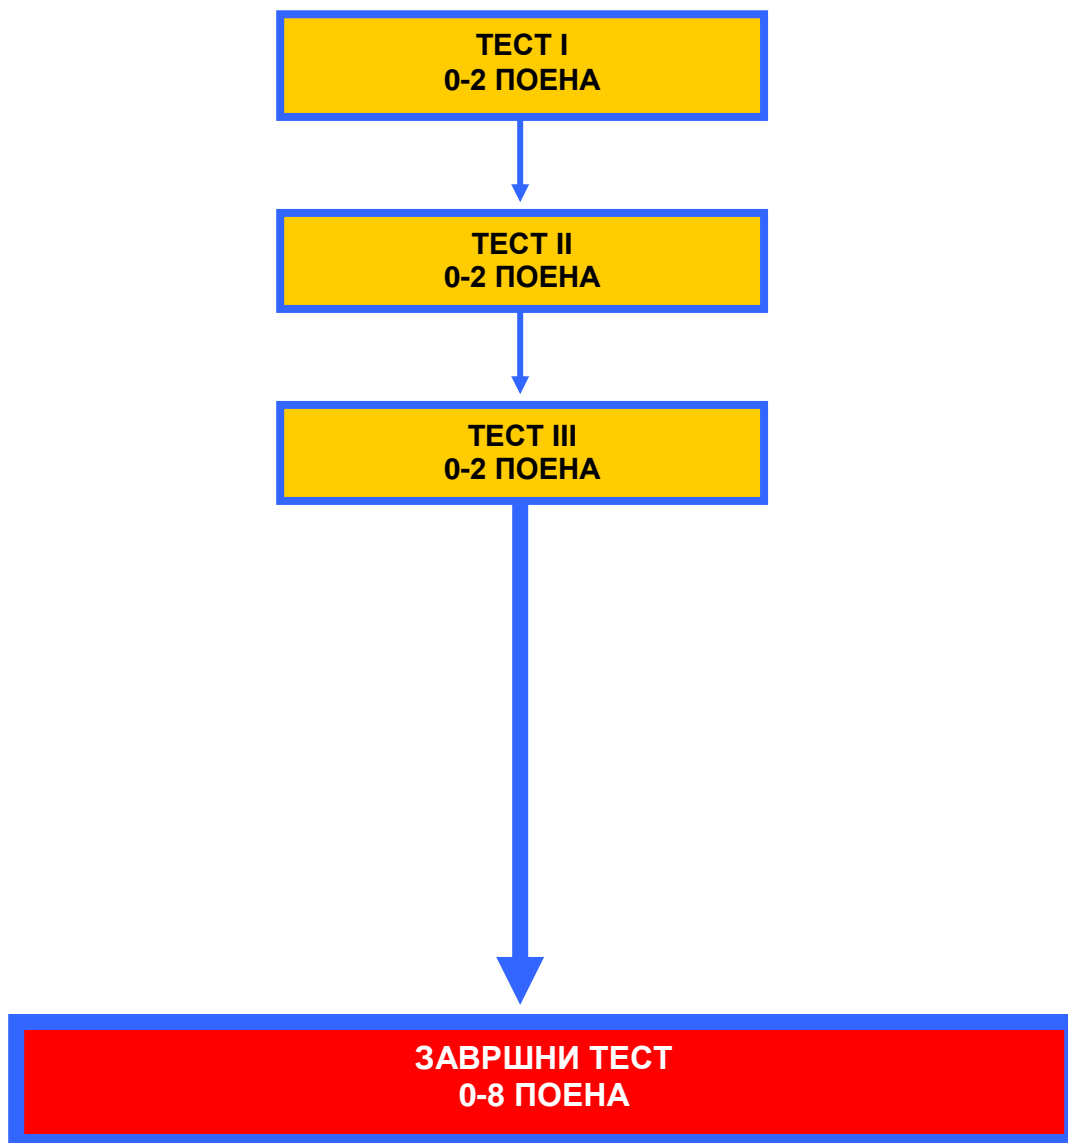 ТЕСТ I
0-2 ПОЕНА
ТЕСТ II
0-2 ПОЕНА
ТЕСТ III
0-2 ПОЕНА
ЗАВРШНИ ТЕСТ
0-8 ПОЕНА